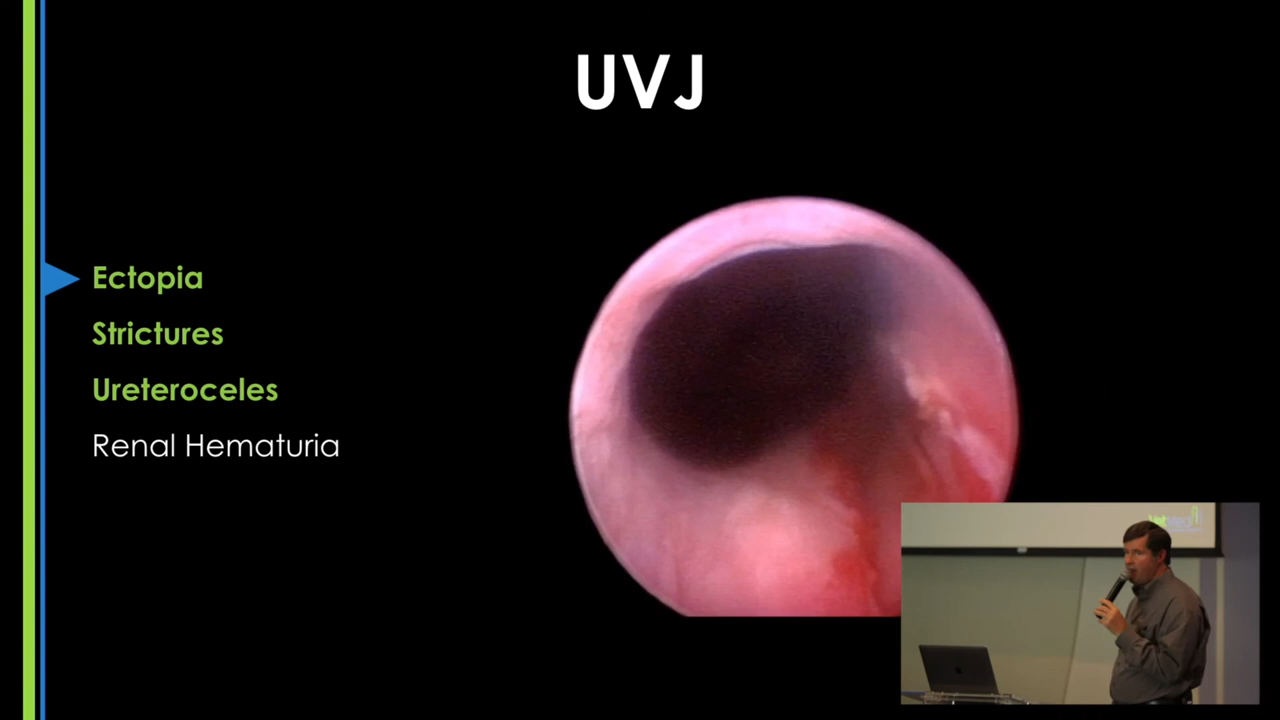 UVJ
Ectopia
Strictures
Ureteroceles
Renal Hematuria